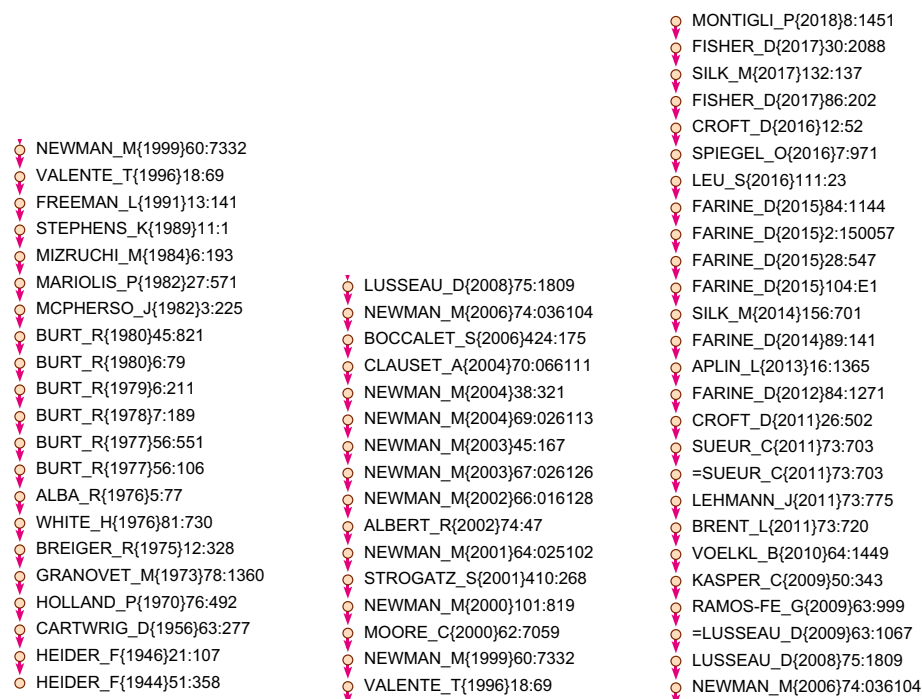 NEWMAN_M{1999}60:7332
VALENTE_T{1996}18:69
FREEMAN_L{1991}13:141
STEPHENS_K{1989}11:1
MIZRUCHI_M{1984}6:193
MARIOLIS_P{1982}27:571
MCPHERSO_J{1982}3:225
BURT_R{1980}45:821
BURT_R{1980}6:79
BURT_R{1979}6:211
BURT_R{1978}7:189
BURT_R{1977}56:551
BURT_R{1977}56:106
ALBA_R{1976}5:77
WHITE_H{1976}81:730
BREIGER_R{1975}12:328
GRANOVET_M{1973}78:1360
HOLLAND_P{1970}76:492
CARTWRIG_D{1956}63:277
HEIDER_F{1946}21:107
HEIDER_F{1944}51:358
LUSSEAU_D{2008}75:1809
NEWMAN_M{2006}74:036104
BOCCALET_S{2006}424:175
CLAUSET_A{2004}70:066111
NEWMAN_M{2004}38:321
NEWMAN_M{2004}69:026113
NEWMAN_M{2003}45:167
NEWMAN_M{2003}67:026126
NEWMAN_M{2002}66:016128
ALBERT_R{2002}74:47
NEWMAN_M{2001}64:025102
STROGATZ_S{2001}410:268
NEWMAN_M{2000}101:819
MOORE_C{2000}62:7059
NEWMAN_M{1999}60:7332
VALENTE_T{1996}18:69
MONTIGLI_P{2018}8:1451
FISHER_D{2017}30:2088
SILK_M{2017}132:137
FISHER_D{2017}86:202
CROFT_D{2016}12:52
SPIEGEL_O{2016}7:971
LEU_S{2016}111:23
FARINE_D{2015}84:1144
FARINE_D{2015}2:150057
FARINE_D{2015}28:547
FARINE_D{2015}104:E1
SILK_M{2014}156:701
FARINE_D{2014}89:141
APLIN_L{2013}16:1365
FARINE_D{2012}84:1271
CROFT_D{2011}26:502
SUEUR_C{2011}73:703
=SUEUR_C{2011}73:703
LEHMANN_J{2011}73:775
BRENT_L{2011}73:720
VOELKL_B{2010}64:1449
KASPER_C{2009}50:343
RAMOS-FE_G{2009}63:999
=LUSSEAU_D{2009}63:1067
LUSSEAU_D{2008}75:1809
NEWMAN_M{2006}74:036104